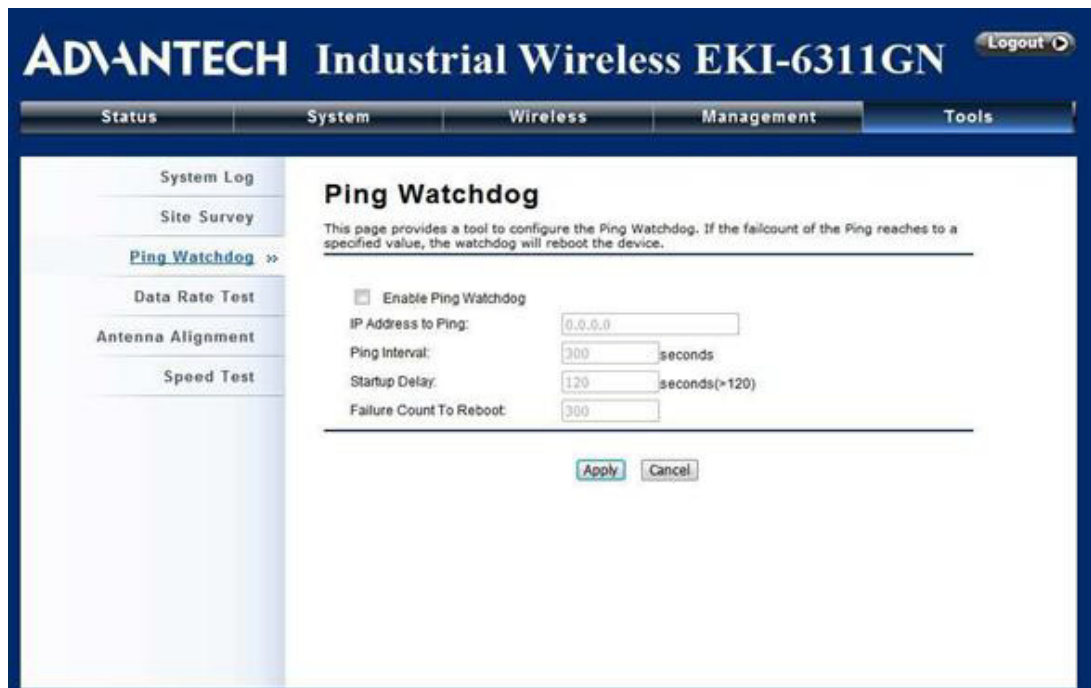 ADVANTECH Industrial Wireless EKI-6311GN
Logout
Status System Wireless Management Tools
System Log
Site Survey
Ping Watchdog »
Data Rate Test
Antenna Alignment
Speed Test
Ping Watchdog
This page provides a tool to configure the Ping Watchdog. If the failcount of the Ping reaches to a
specified value, the watchdog will reboot the device.
Enable Ping Watchdog
IP Address to Ping: 0.0.0.0
Ping Interval: 300 seconds
Startup Delay: 120 seconds(>120)
Failure Count To Reboot: 300
Apply Cancel